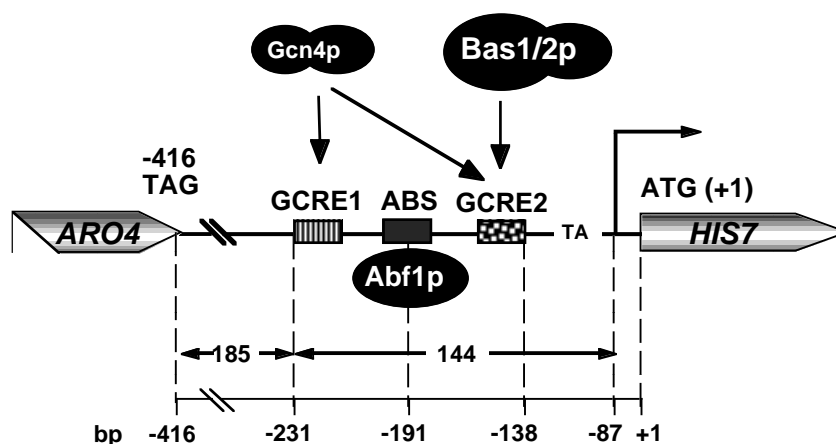 Gcn4p
Bas1/2p
-416
TAG
GCRE1
ABS
GCRE2
ATG (+1)
ARO4
TA
HIS7
Abf1p
185
144
bp -416 -231 -191 -138 -87 +1